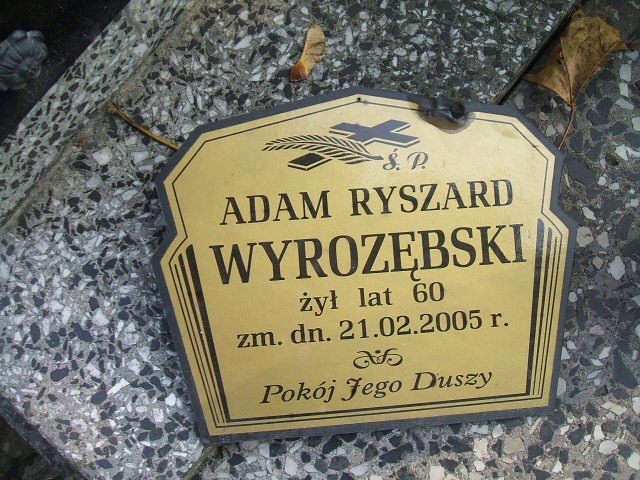 Ś. P.
ADAM RYSZARD
WYROZĘBSKI
żył lat 60
zm. dn. 21.02.2005 r.
Pokój Jego Duszy